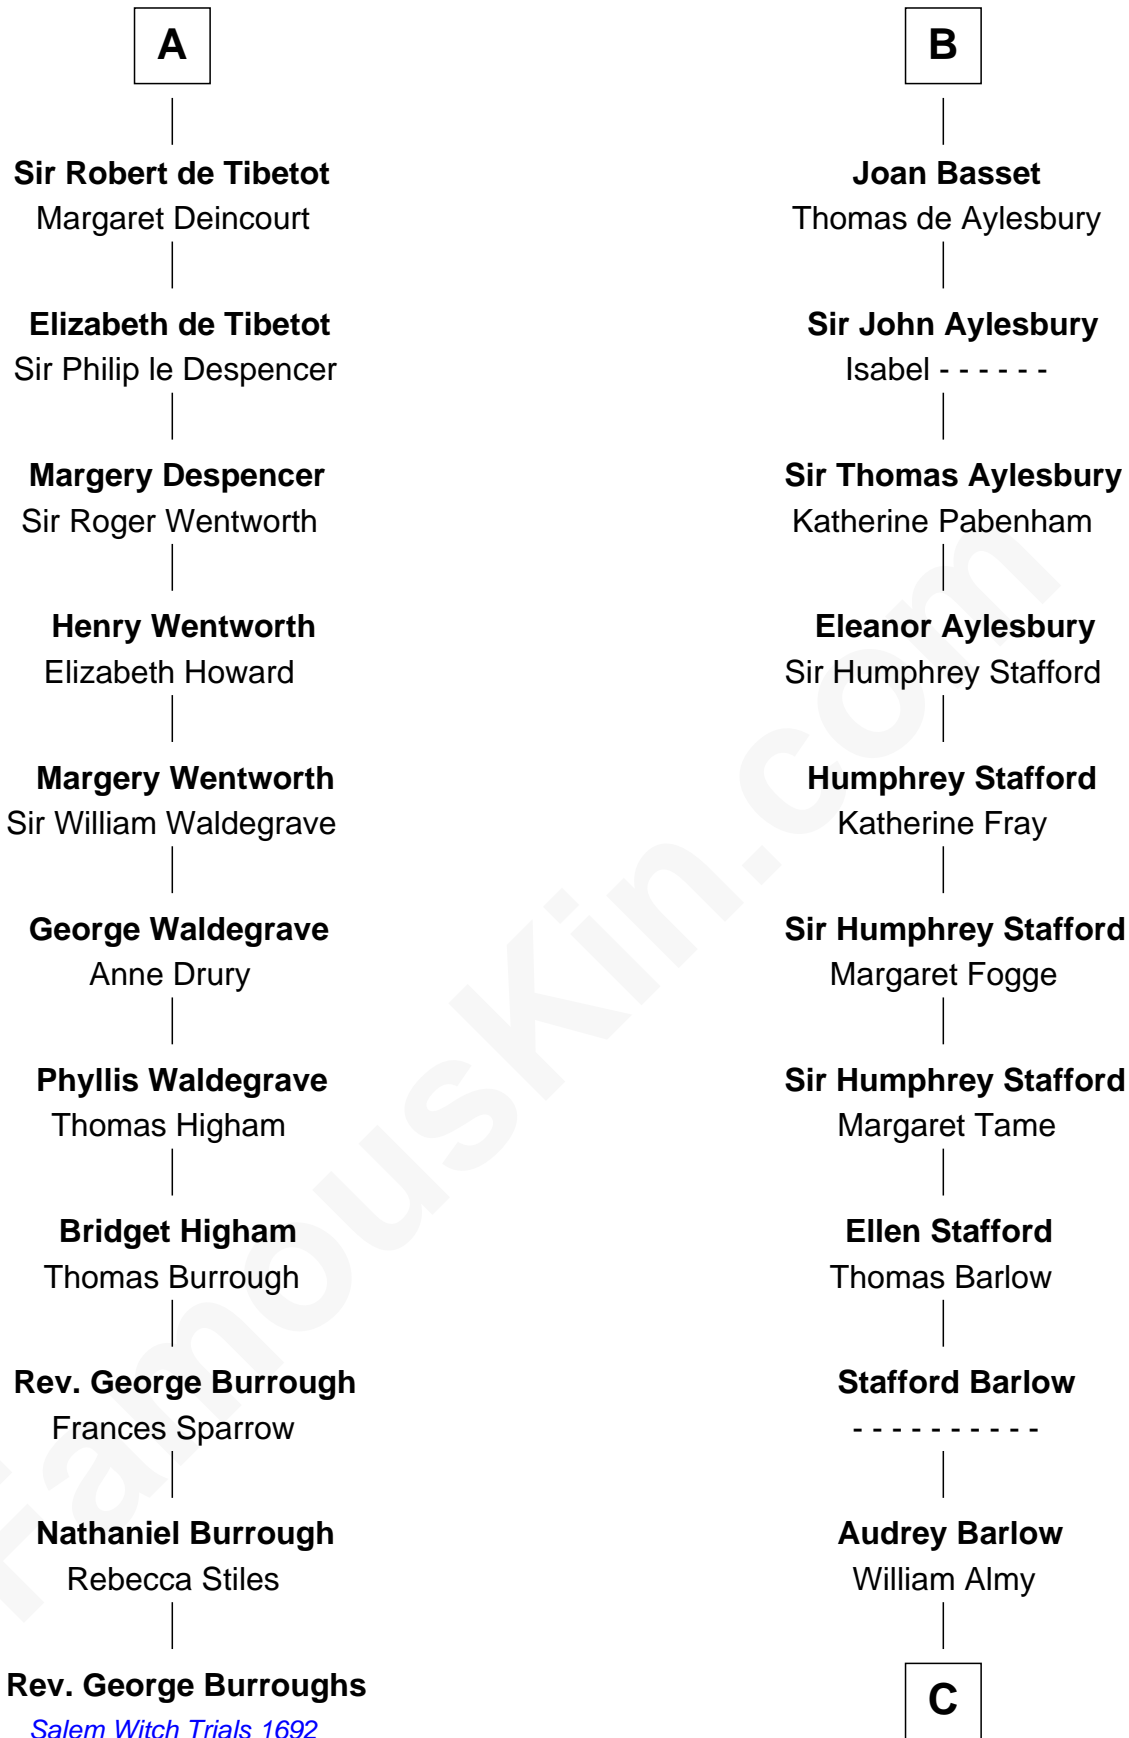 A
Sir Robert de Tibetot
Margaret Deincourt
Elizabeth de Tibetot
Sir Philip le Despencer
Margery Despencer
Sir Roger Wentworth
Henry Wentworth
Elizabeth Howard
Margery Wentworth
Sir William Waldegrave
George Waldegrave
Anne Drury
Phyllis Waldegrave
Thomas Higham
Bridget Higham
Thomas Burrough
Rev. George Burrough
Frances Sparrow
Nathaniel Burrough
Rebecca Stiles
Rev. George Burroughs
Salem Witch Trials 1692
B
Joan Basset
Thomas de Aylesbury
Sir John Aylesbury
Isabel - - - - - -
Sir Thomas Aylesbury
Katherine Pabenham
Eleanor Aylesbury
Sir Humphrey Stafford
Humphrey Stafford
Katherine Fray
Sir Humphrey Stafford
Margaret Fogge
Sir Humphrey Stafford
Margaret Tame
Ellen Stafford
Thomas Barlow
Stafford Barlow
- - - - - - - - - -
Audrey Barlow
William Almy
C
FamousKin.com